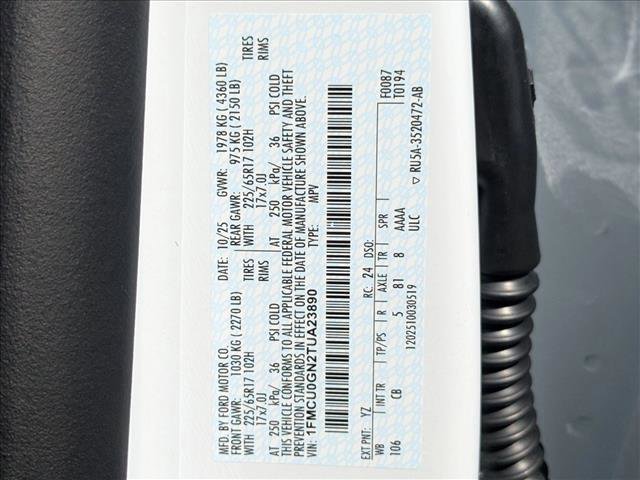 MFD. BY FORD MOTOR CO. DATE: 10/25 GVWR: 1978 KG ( 4360 LB)
FRONT GAWR: 1030 KG ( 2270 LB) REAR GAWR: 975 KG ( 2150 LB)
WITH 225/65R17 102H WITH 225/65R17 102H TIRES
17x7.0J RIMS 17x7.0J RIMS
AT 250 kPa/ 36 PSI COLD AT 250 kPa/ 36 PSI COLD
THIS VEHICLE CONFORMS TO ALL APPLICABLE FEDERAL MOTOR VEHICLE SAFETY AND THEFT
PREVENTION STANDARDS IN EFFECT ON THE DATE OF MANUFACTURE SHOWN ABOVE.
VIN: 1FMCU0GN2TUA23890 TYPE: MPV
F0087
EXT PNT: YZ RC: 24 DSO: T0194
WB INT TR TP/PS R AXLE TR SPR
106 CB 5 81 8 AAAA
ULC
1202510030519 ▽ RU5A-3520472-AB